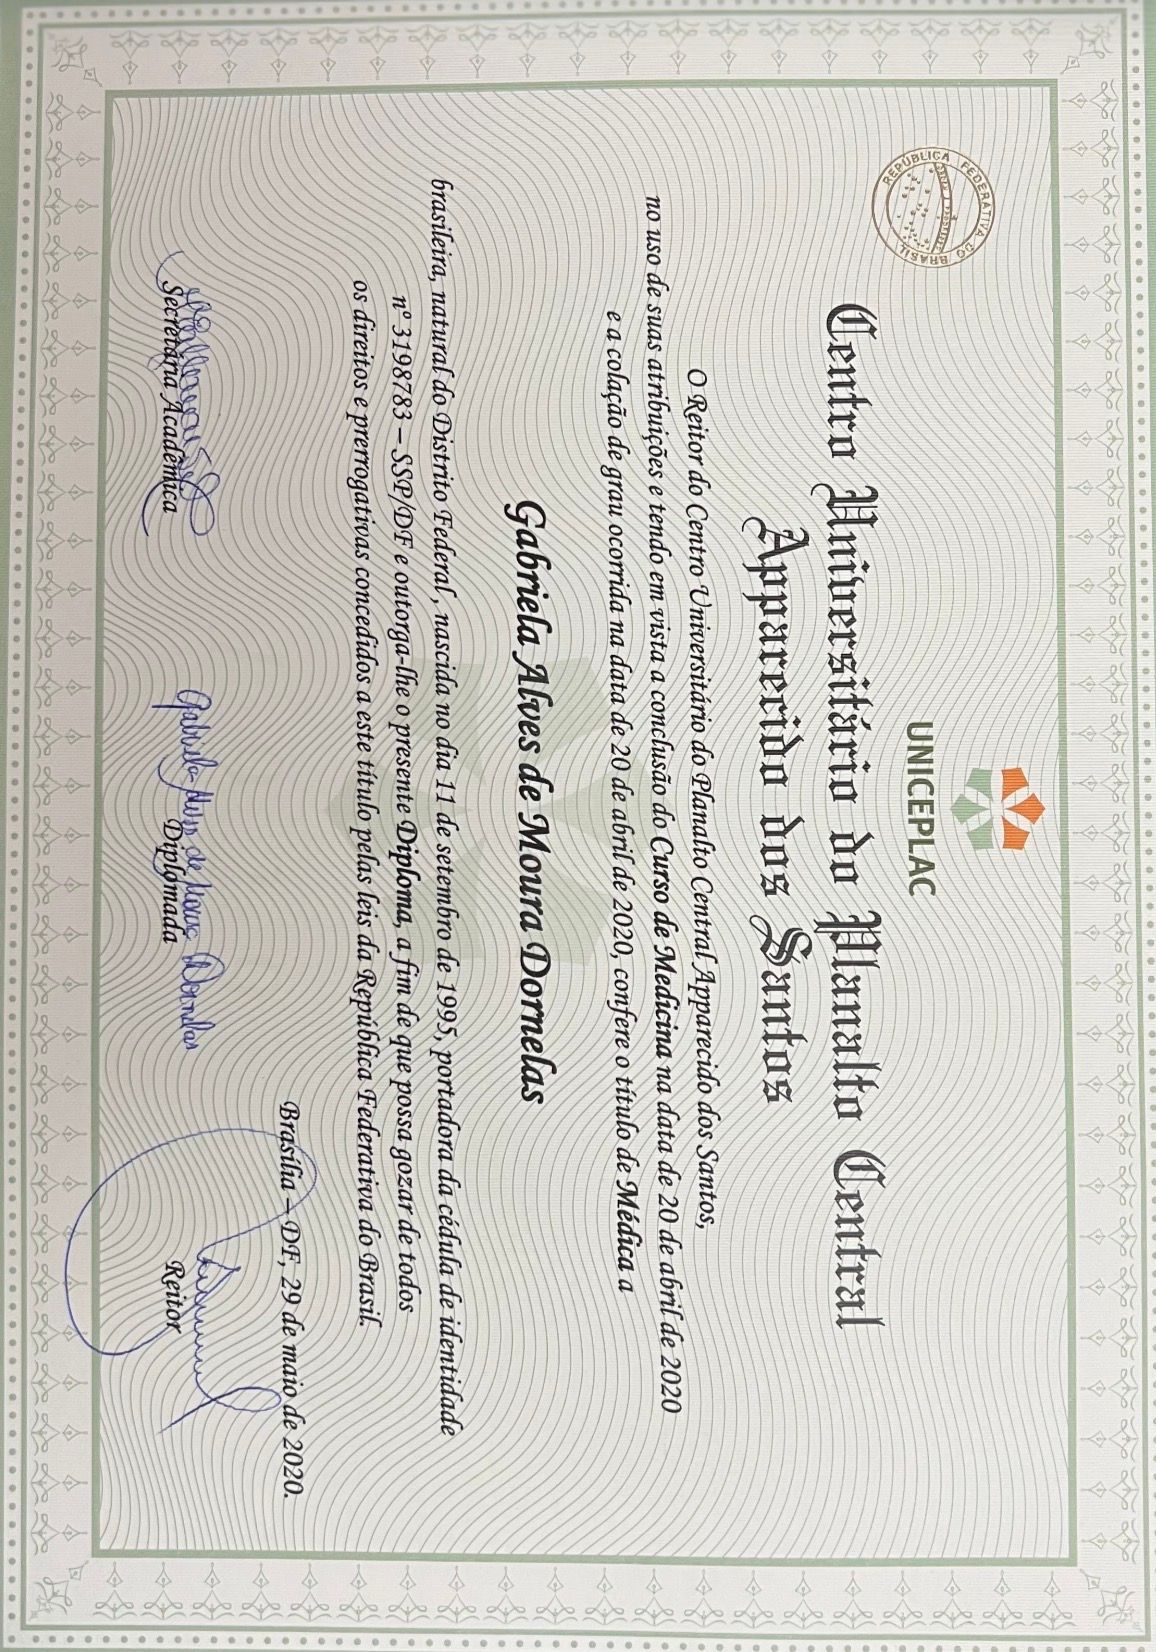 UNICEPLAC
REPÚBLICA FEDERATIVA DO BRASIL
Centro Universitário do Planalto Central
Apparecido dos Santos
O Reitor do Centro Universitário do Planalto Central Apparecido dos Santos,
no uso de suas atribuições e tendo em vista a conclusão do Curso de Medicina na data de 20 de abril de 2020
e a colação de grau ocorrida na data de 20 de abril de 2020, confere o título de Médica a
Gabriela Alves de Moura Dornelas
brasileira, natural do Distrito Federal, nascida no dia 11 de setembro de 1995, portadora da cédula de identidade
nº 3198783 – SSP/DF e outorga-lhe o presente Diploma, a fim de que possa gozar de todos
os direitos e prerrogativas concedidos a este título pelas leis da República Federativa do Brasil.
Brasília – DF, 29 de maio de 2020.
Gabriela Alves de Moura Dornelas
Secretária Acadêmica
Diplomada
Reitor